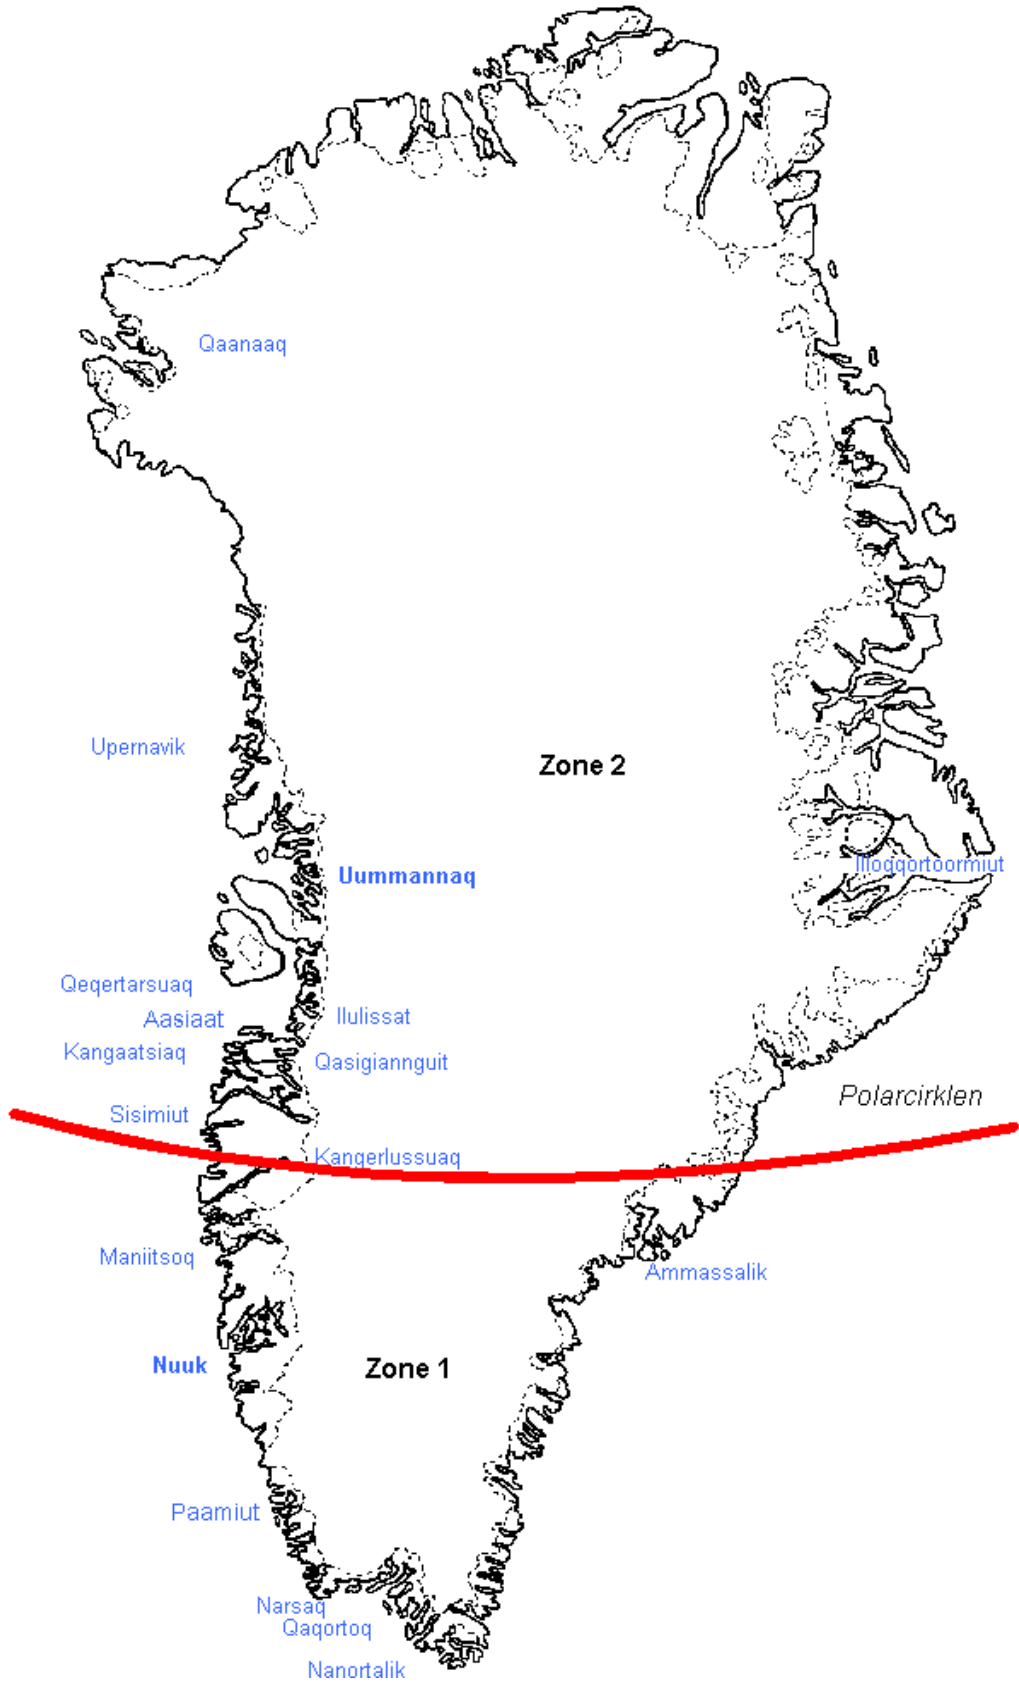 Qaanaaq
Upernavik
Zone 2
Illoqqortoormiut
Uummannaq
Qeqertarsuaq
Aasiaat
Ilulissat
Kangaatsiaq
Qasigiannguit
Polarcirklen
Sisimiut
Kangerlussuaq
Maniitsoq
Ammassalik
Nuuk
Zone 1
Paamiut
Narsaq
Qaqortoq
Nanortalik